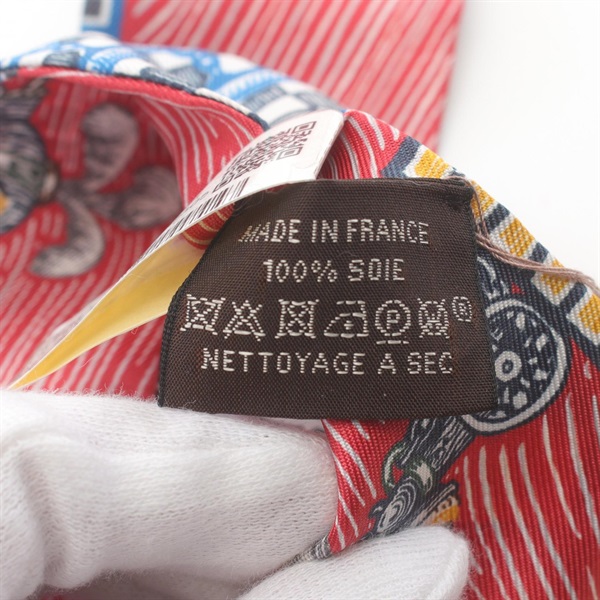 MADE IN FRANCE
100% SOIE
P
®
NETTOYAGE A SEC